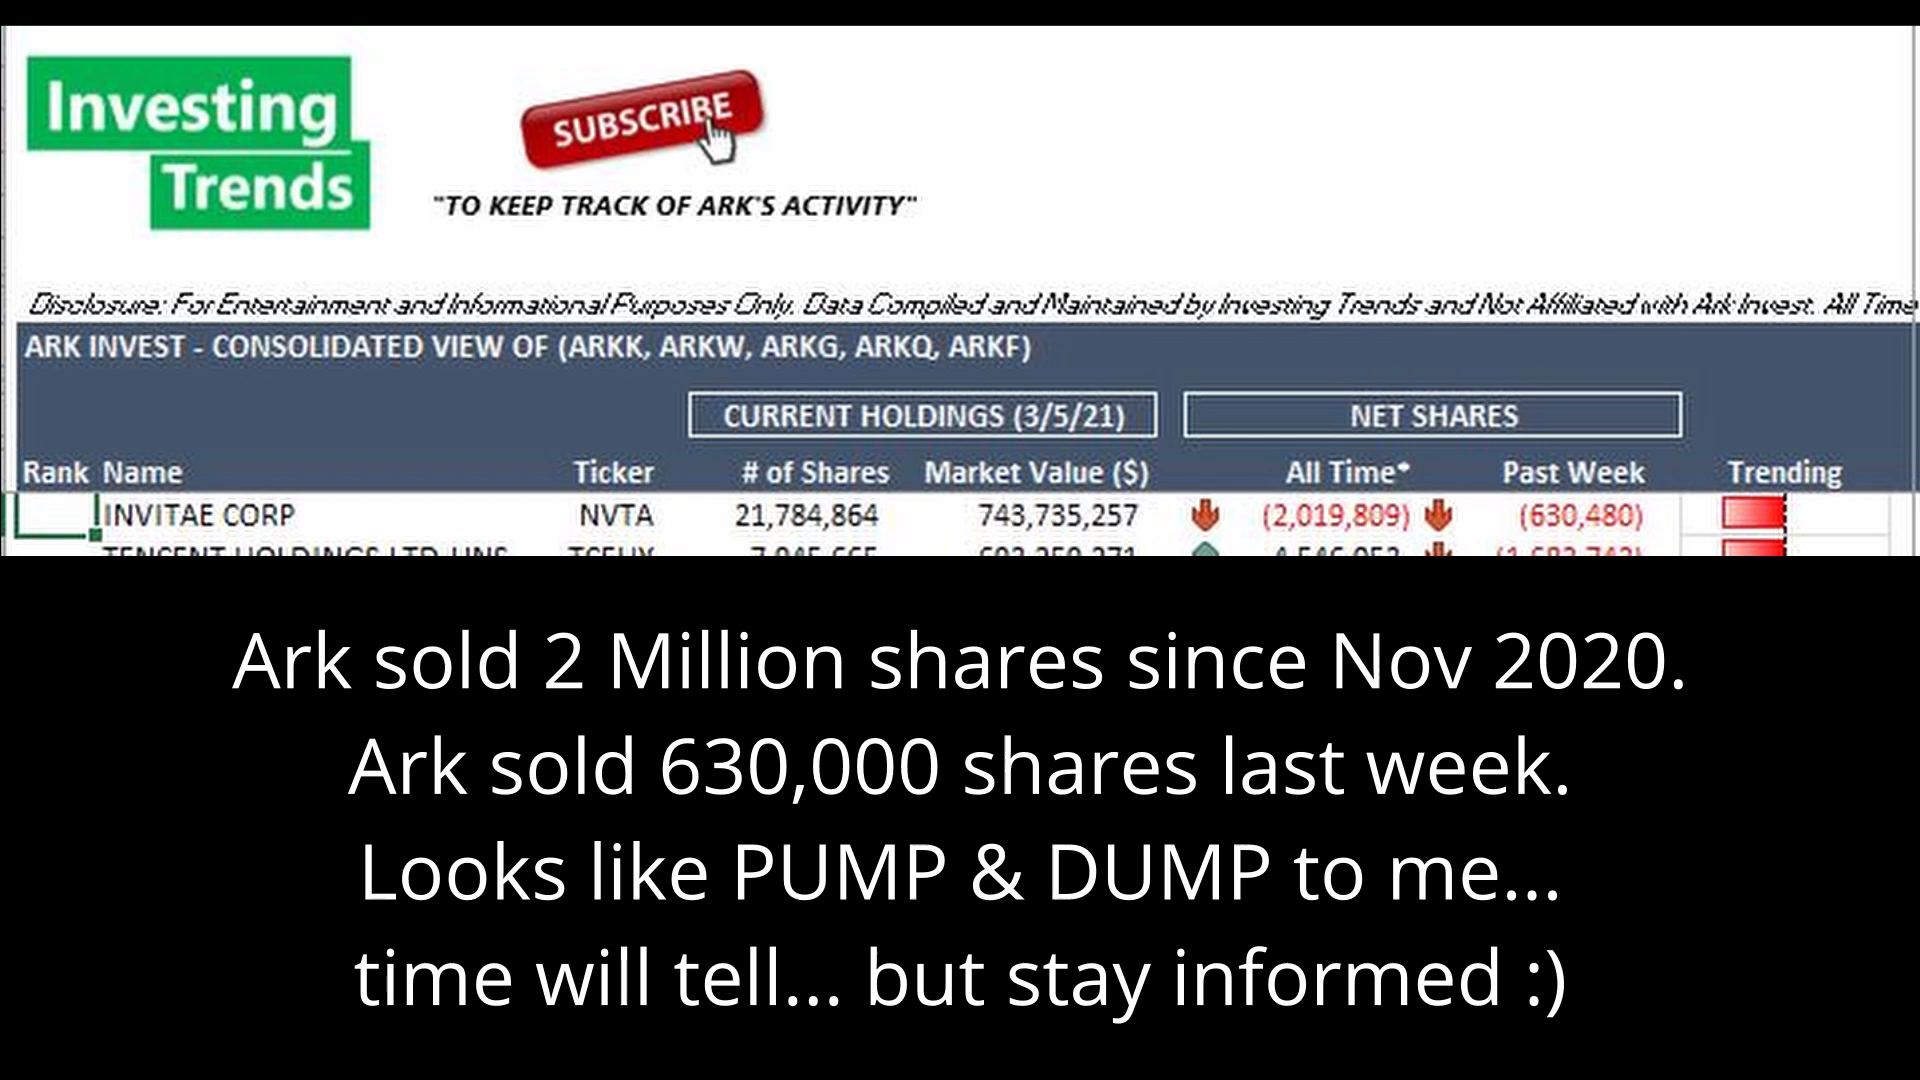 Investing
Trends
SUBSCRIBE
"TO KEEP TRACK OF ARK'S ACTIVITY"
Disclosure: For Entertainment and Informational Purposes Only. Data Compiled and Maintained by Investing Trends and Not Affiliated with Ark Invest. All Time
ARK INVEST - CONSOLIDATED VIEW OF (ARKK, ARKW, ARKG, ARKQ, ARKF)
CURRENT HOLDINGS (3/5/21) NET SHARES
Rank Name Ticker # of Shares Market Value ($) All Time* Past Week Trending
INVITAE CORP NVTA 21,784,864 743,735,257 (2,019,809) (630,480)
TENCENT HOLDINGS LTD
Ark sold 2 Million shares since Nov 2020.
Ark sold 630,000 shares last week.
Looks like PUMP & DUMP to me...
time will tell... but stay informed :)